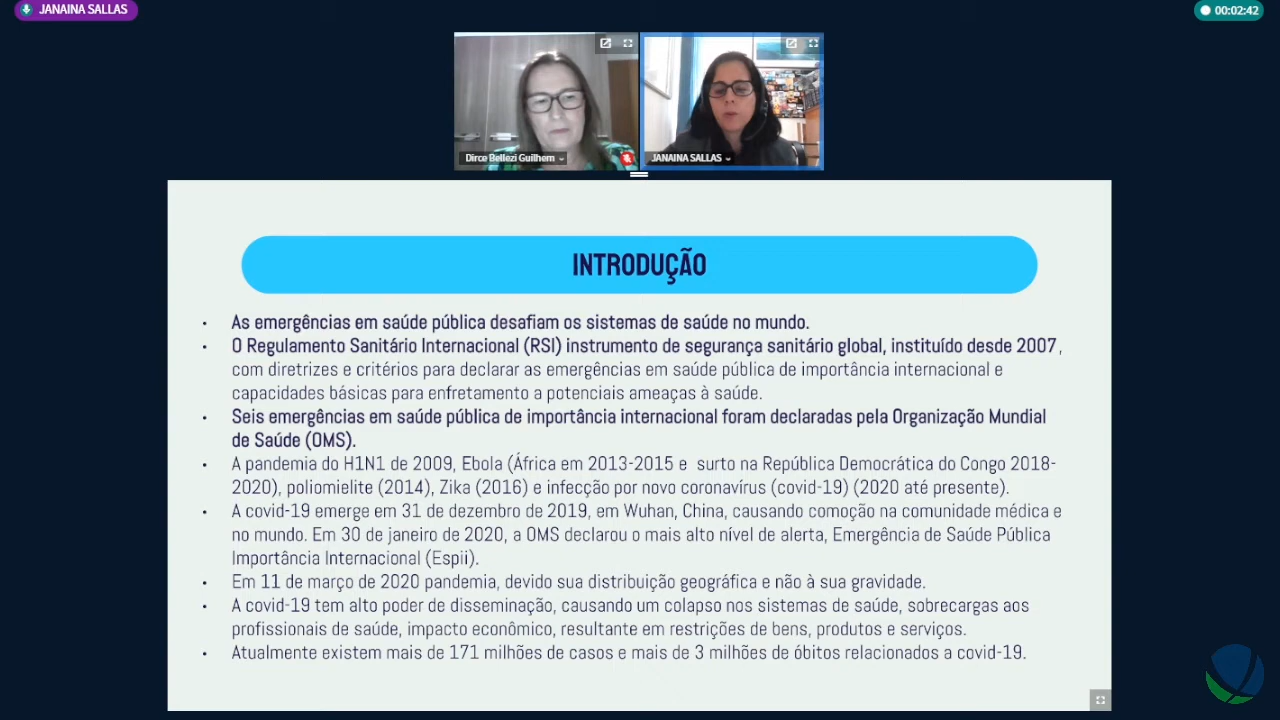 JANAINA SALLAS
00:02:42
Dirce Bellezi Guilhem
JANAINA SALLAS
INTRODUÇÃO
• As emergências em saúde pública desafiam os sistemas de saúde no mundo.
• O Regulamento Sanitário Internacional (RSI) instrumento de segurança sanitário global, instituído desde 2007,
com diretrizes e critérios para declarar as emergências em saúde pública de importância internacional e
capacidades básicas para enfretamento a potenciais ameaças à saúde.
• Seis emergências em saúde pública de importância internacional foram declaradas pela Organização Mundial
de Saúde (OMS).
• A pandemia do H1N1 de 2009, Ebola (África em 2013-2015 e surto na República Democrática do Congo 2018-
2020), poliomielite (2014), Zika (2016) e infecção por novo coronavírus (covid-19) (2020 até presente).
• A covid-19 emerge em 31 de dezembro de 2019, em Wuhan, China, causando comoção na comunidade médica e
no mundo. Em 30 de janeiro de 2020, a OMS declarou o mais alto nível de alerta, Emergência de Saúde Pública
Importância Internacional (Espii).
• Em 11 de março de 2020 pandemia, devido sua distribuição geográfica e não à sua gravidade.
• A covid-19 tem alto poder de disseminação, causando um colapso nos sistemas de saúde, sobrecargas aos
profissionais de saúde, impacto econômico, resultante em restrições de bens, produtos e serviços.
• Atualmente existem mais de 171 milhões de casos e mais de 3 milhões de óbitos relacionados a covid-19.